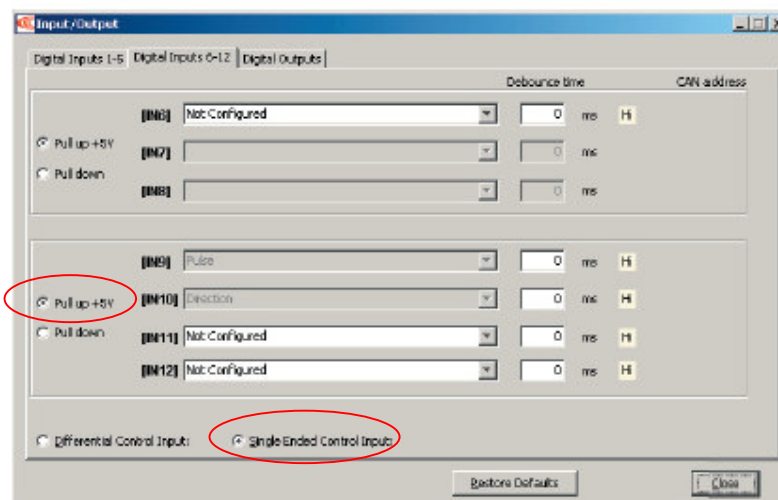 Input/Output
Digital Inputs 1-5 Digital Inputs 6-12 Digital Outputs
Debounce time CAN address
[IN6] Not Configured 0 ms Hi
Pull up +5V
[IN7] 0 ms
Pull down
[IN8] 0 ms
[IN9] Pulse 0 ms Hi
Pull up +5V [IN10] Direction 0 ms Hi
Pull down [IN11] Not Configured 0 ms Hi
[IN12] Not Configured 0 ms Hi
Differential Control Input: Single Ended Control Input:
Restore Defaults Close